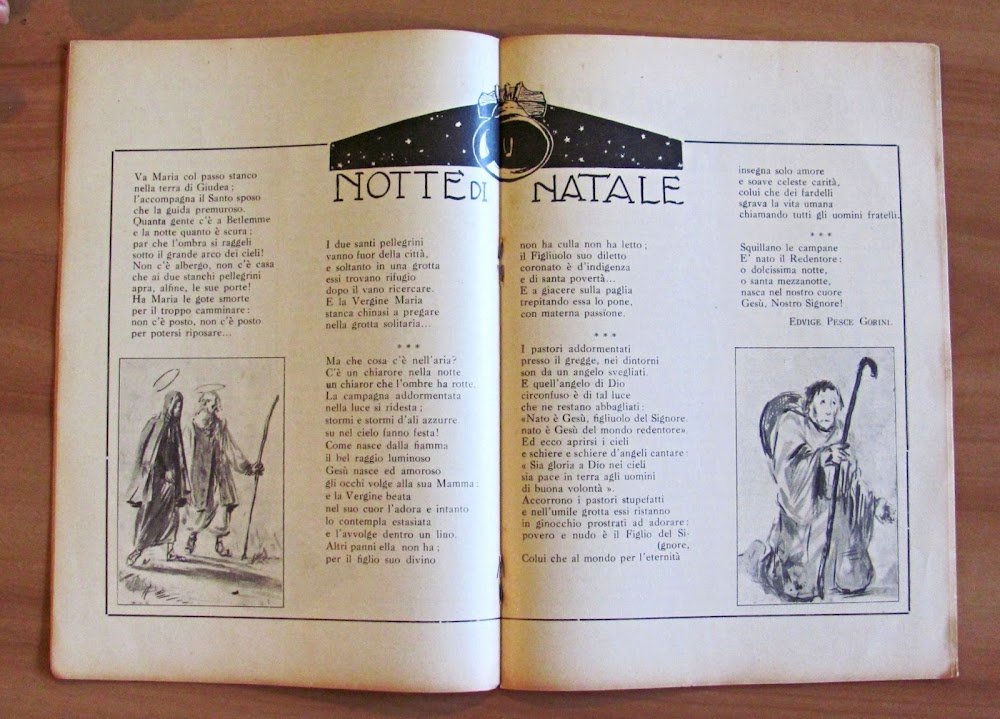 NOTTE DI NATALE
Va Maria col passo stanco
nella terra di Giudea ;
l'accompagna il Santo sposo
che la guida premuroso.
Quanta gente c'è a Betlemme
e la notte quanto è scura ;
par che l'ombra si raggeli
sotto il grande arco dei cieli!
Non c'è albergo, non c'è casa
che ai due stanchi pellegrini
apra, alfine, le sue porte!
Ha Maria le gote smorte
per il troppo camminare :
non c'è posto, non c'è posto
per potersi riposare...
I due santi pellegrini
vanno fuor della città,
e soltanto in una grotta
essi trovano rifugio
dopo il vano ricercare.
E la Vergine Maria
stanca chinasi a pregare
nella grotta solitaria...
* * *
Ma che cosa c'è nell'aria?
C'è un chiarore nella notte
un chiaror che l'ombre ha rotte.
La campagna addormentata
nella luce si ridesta ;
stormi e stormi d'ali azzurre
su nel cielo fanno festa!
Come nasce dalla fiamma
il bel raggio luminoso
Gesù nasce ed amoroso
gli occhi volge alla sua Mamma :
e la Vergine beata
nel suo cuor l'adora e intanto
lo contempla estasiata
e l'avvolge dentro un lino.
Altri panni ella non ha ;
per il figlio suo divino
non ha culla non ha letto ;
il Figliuolo suo diletto
coronato è d'indigenza
e di santa povertà...
E a giacere sulla paglia
trepitando essa lo pone,
con materna passione.
* * *
I pastori addormentati
presso il gregge, nei dintorni
son da un angelo svegliati.
E quell'angelo di Dio
circonfuso è di tal luce
che ne restano abbagliati :
«Nato è Gesù, figliuolo del Signore
nato è Gesù del mondo redentore»
Ed ecco aprirsi i cieli
e schiere e schiere d'angeli cantare :
« Sia gloria a Dio nei cieli
sia pace in terra agli uomini
di buona volontà ».
Accorrono i pastori stupefatti
e nell'umile grotta essi ristanno
in ginocchio prostrati ad adorare :
povero e nudo è il Figlio del Si-
(gnore,
Colui che al mondo per l'eternità
insegna solo amore
e soave celeste carità,
colui che dei fardelli
sgrava la vita umana
chiamando tutti gli uomini fratelli.
* * *
Squillano le campane
E' nato il Redentore :
o dolcissima notte,
o santa mezzanotte,
nasca nel nostro cuore
Gesù, Nostro Signore!
EDVIGE PESCE GORINI.